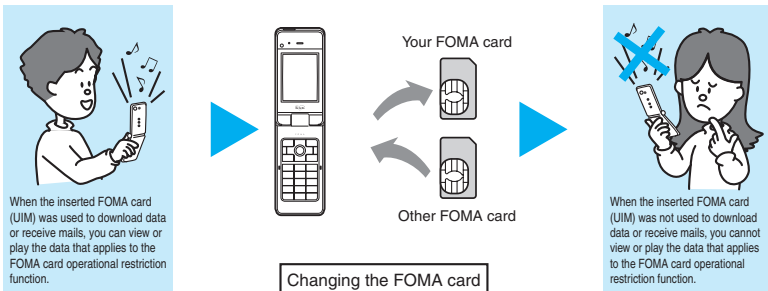 Your FOMA card
Other FOMA card
Changing the FOMA card
When the inserted FOMA card
(UIM) was used to download data
or receive mails, you can view or
play the data that applies to the
FOMA card operational restriction
function.
When the inserted FOMA card
(UIM) was not used to download
data or receive mails, you cannot
view or play the data that applies
to the FOMA card operational
restriction function.